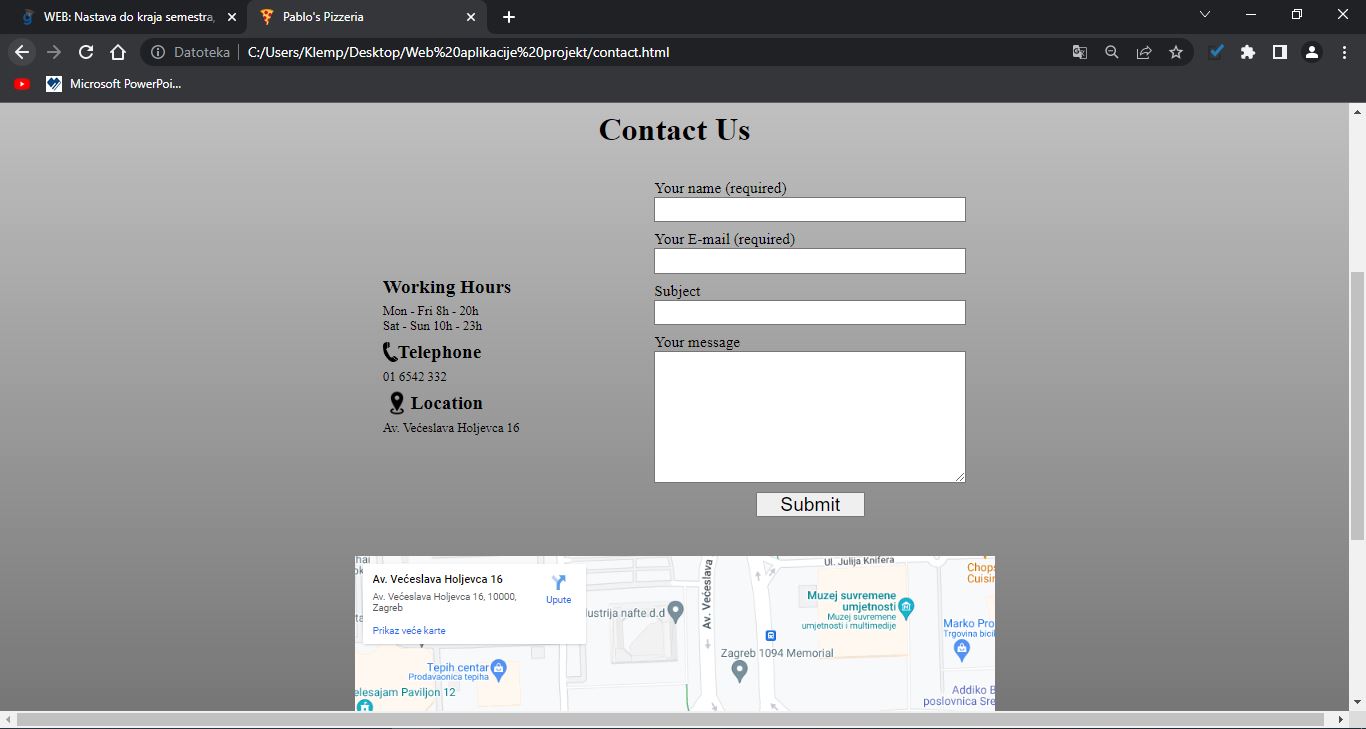 WEB: Nastava do kraja semestra,
Pablo's Pizzeria
Datoteka
C:/Users/Klemp/Desktop/Web%20aplikacije%20projekt/contact.html
Microsoft PowerPoi...
Contact Us
Your name (required)
Your E-mail (required)
Subject
Your message
Submit
Working Hours
Mon - Fri 8h - 20h
Sat - Sun 10h - 23h
Telephone
01 6542 332
Location
Av. Većeslava Holjevca 16
Av. Većeslava Holjevca 16
Av. Većeslava Holjevca 16, 10000,
Zagreb
Upute
Prikaz veće karte
dustrija nafte d.d
Av. Većeslava
Ul. Julija Knifera
Chops
Cuisin
Muzej suvremene
umjetnosti
Muzej suvremene
umjetnosti i multimedije
Marko Pro
Trgovina bicik
Zagreb 1094 Memorial
Tepih centar
Prodavaonica tepiha
elesajam Paviljon 12
Addiko B
poslovnica Sre